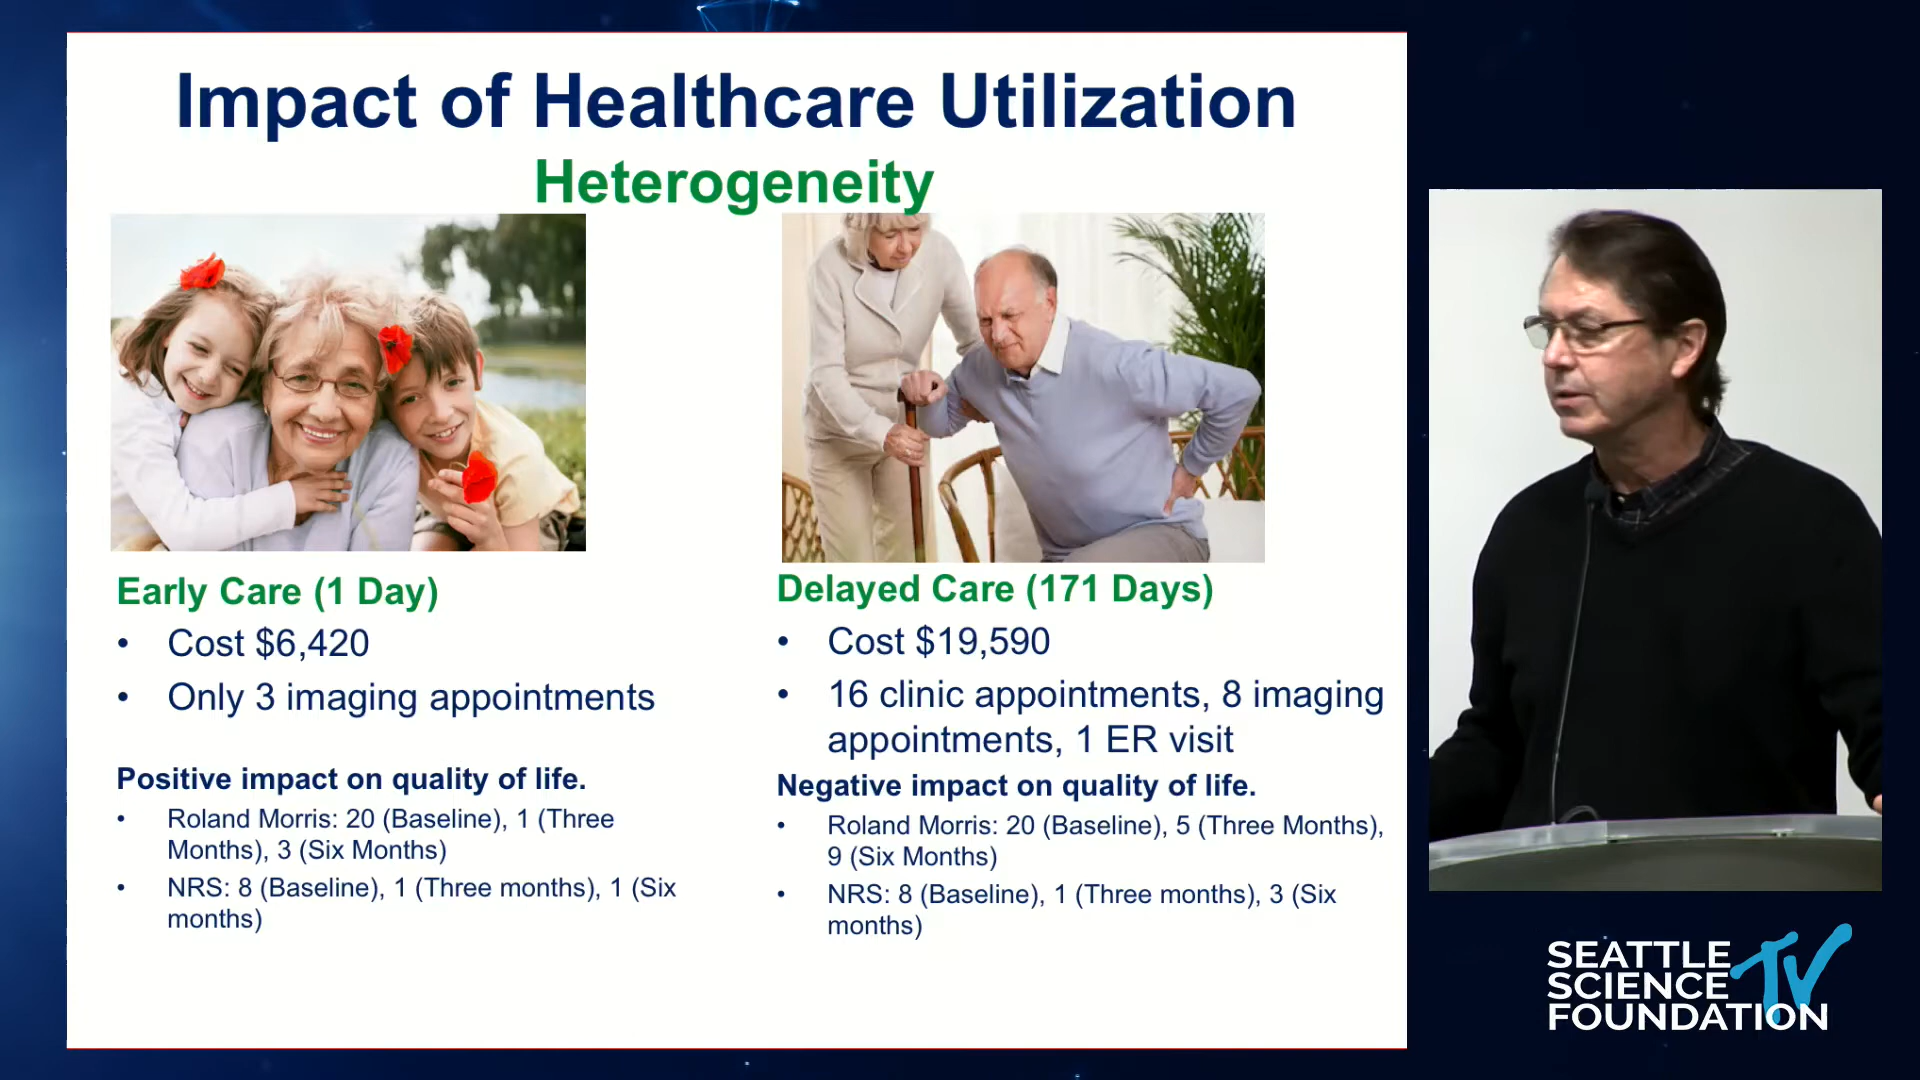 Impact of Healthcare Utilization
Heterogeneity
Early Care (1 Day)
• Cost $6,420
• Only 3 imaging appointments
Positive impact on quality of life.
• Roland Morris: 20 (Baseline), 1 (Three
Months), 3 (Six Months)
• NRS: 8 (Baseline), 1 (Three months), 1 (Six
months)
Delayed Care (171 Days)
• Cost $19,590
• 16 clinic appointments, 8 imaging
appointments, 1 ER visit
Negative impact on quality of life.
• Roland Morris: 20 (Baseline), 5 (Three Months),
9 (Six Months)
• NRS: 8 (Baseline), 1 (Three months), 3 (Six
months)
SEATTLE
SCIENCE TV
FOUNDATION